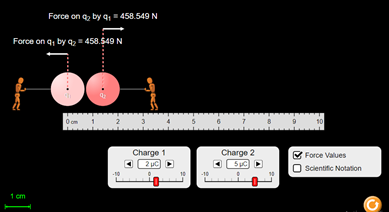 Force on q₂ by q₁ = 458.549 N
Force on q₁ by q₂ = 458.549 N
q₁ q₂
0 cm 1 2 3 4 5 6 7 8 9 10
Charge 1
2 µC
-10 0 10
Charge 2
5 µC
-10 0 10
Force Values
Scientific Notation
1 cm